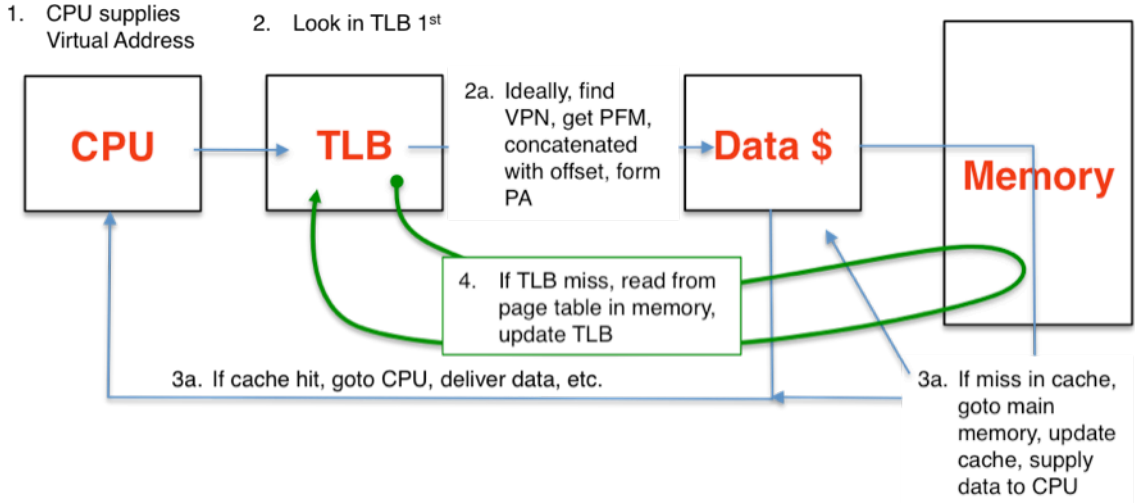 1. CPU supplies
Virtual Address
2. Look in TLB 1st
CPU
TLB
2a. Ideally, find
VPN, get PFM,
concatenated
with offset, form
PA
Data $
Memory
4. If TLB miss, read from
page table in memory,
update TLB
3a. If cache hit, goto CPU, deliver data, etc.
3a. If miss in cache,
goto main
memory, update
cache, supply
data to CPU